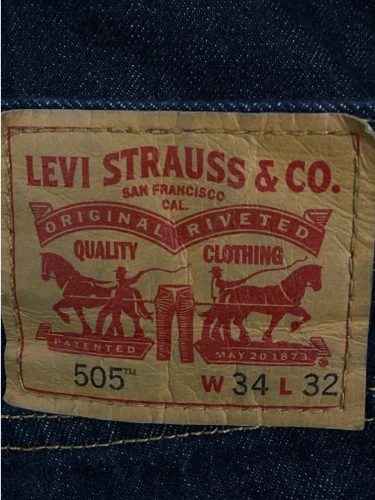 LEVI STRAUSS & CO.
SAN FRANCISCO
CAL.
ORIGINAL RIVETED
QUALITY CLOTHING
PATENTED MAY 20 1873 ®
505™ W 34 L 32